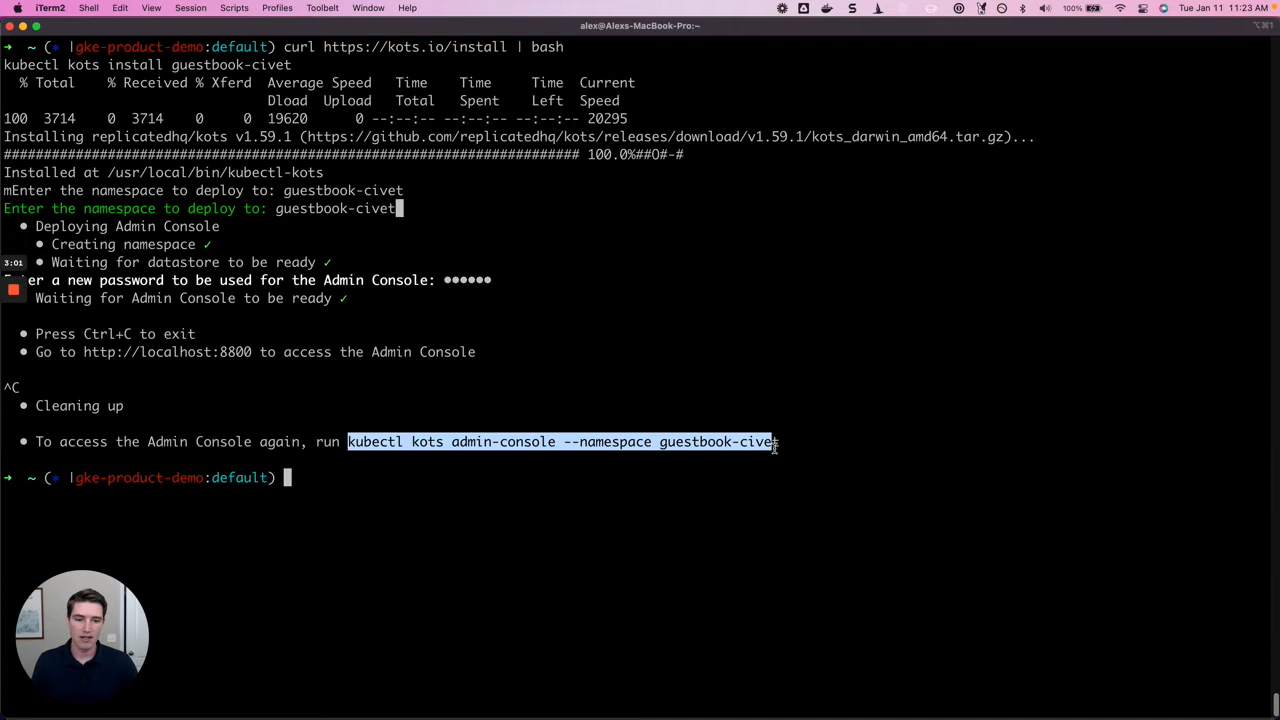 iTerm2 Shell Edit View Session Scripts Profiles Toolbelt Window Help 100% Tue Jan 11 11:23 AM
alex@Alexs-MacBook-Pro:~ ⌥⌘1
➜ ~ (* |gke-product-demo:default) curl https://kots.io/install | bash
kubectl kots install guestbook-civet
% Total % Received % Xferd Average Speed Time Time Time Current
Dload Upload Total Spent Left Speed
100 3714 0 3714 0 0 19620 0 --:--:-- --:--:-- --:--:-- 20295
Installing replicatedhq/kots v1.59.1 (https://github.com/replicatedhq/kots/releases/download/v1.59.1/kots_darwin_amd64.tar.gz)...
######################################################################## 100.0%##O#-#
Installed at /usr/local/bin/kubectl-kots
mEnter the namespace to deploy to: guestbook-civet
Enter the namespace to deploy to: guestbook-civet
• Deploying Admin Console
• Creating namespace ✓
• Waiting for datastore to be ready ✓
3:01
er a new password to be used for the Admin Console: ••••••
Waiting for Admin Console to be ready ✓
• Press Ctrl+C to exit
• Go to http://localhost:8800 to access the Admin Console
^C
• Cleaning up
• To access the Admin Console again, run kubectl kots admin-console --namespace guestbook-civet
➜ ~ (* |gke-product-demo:default)